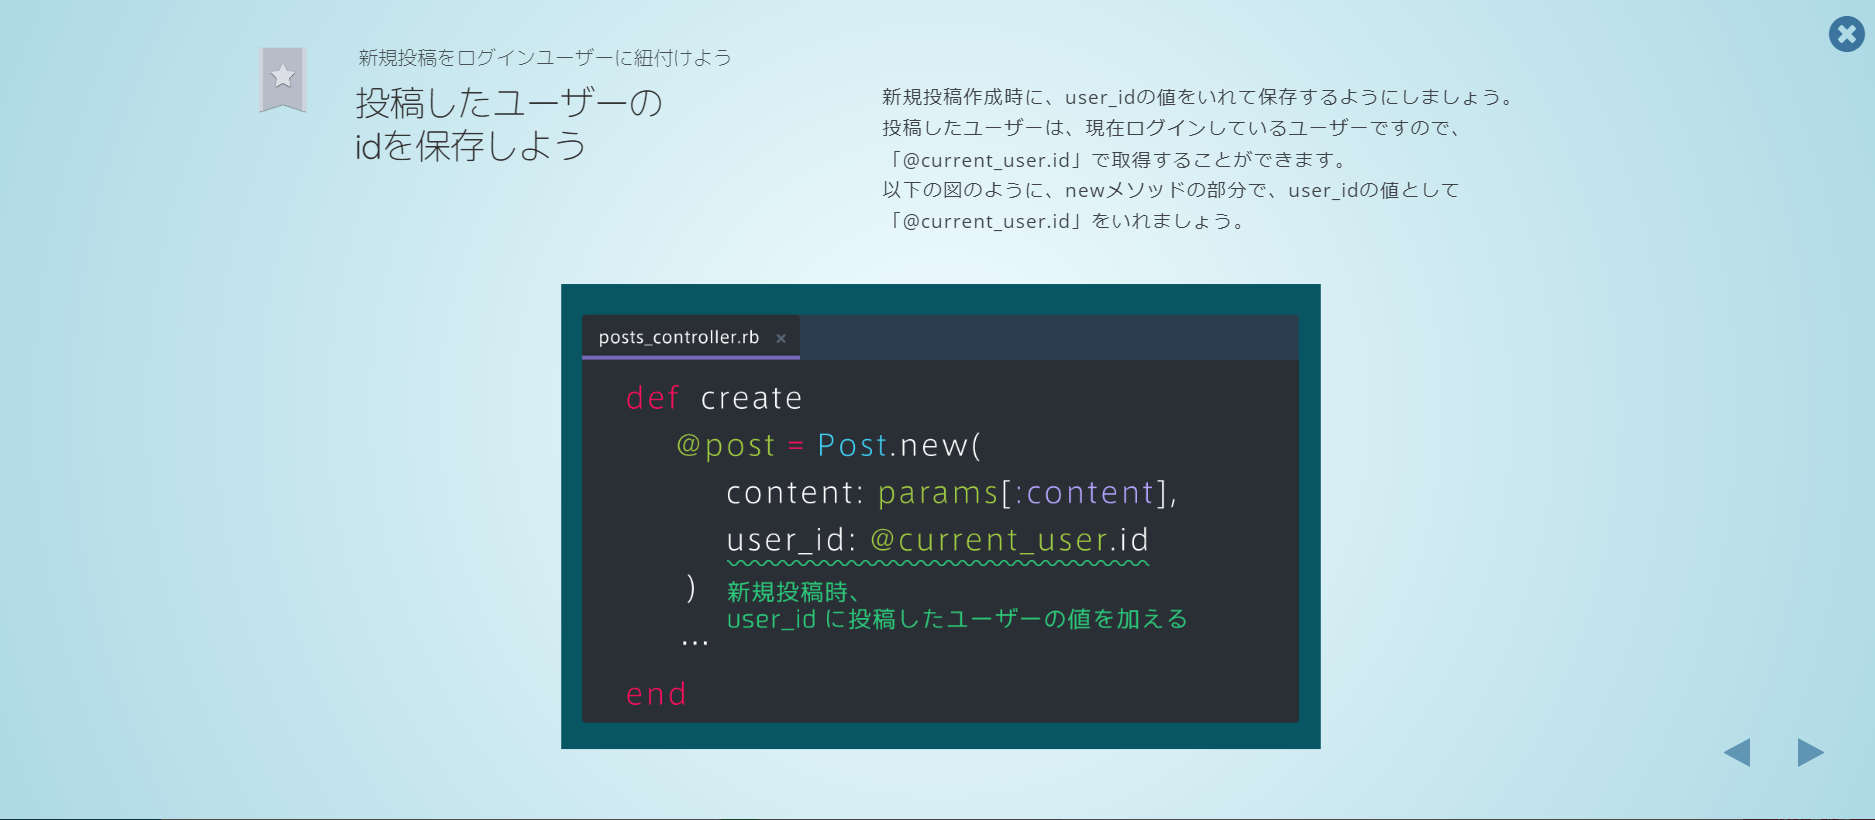 新規投稿をログインユーザーに紐付けよう
投稿したユーザーの
idを保存しよう
新規投稿作成時に、user_idの値をいれて保存するようにしましょう。
投稿したユーザーは、現在ログインしているユーザーですので、
「@current_user.id」で取得することができます。
以下の図のように、newメソッドの部分で、user_idの値として
「@current_user.id」をいれましょう。
posts_controller.rb ×
def create
@post = Post.new(
content: params[:content],
user_id: @current_user.id
)
新規投稿時、
user_id に投稿したユーザーの値を加える
...
end